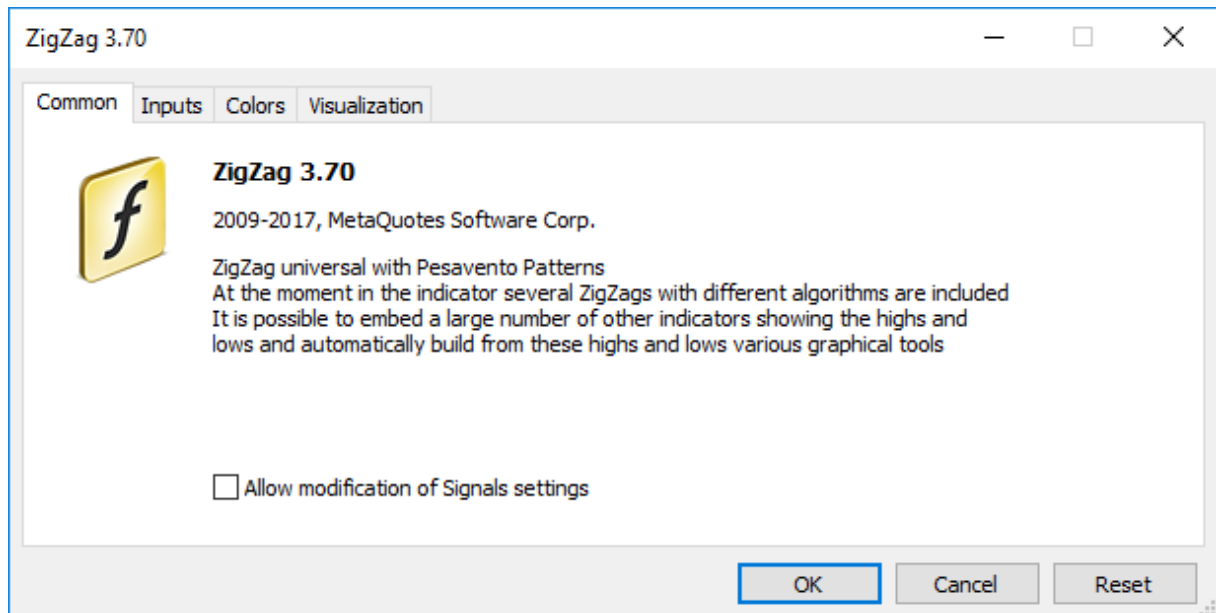 ZigZag 3.70
Common
Inputs
Colors
Visualization
ZigZag 3.70
2009-2017, MetaQuotes Software Corp.
ZigZag universal with Pesavento Patterns
At the moment in the indicator several ZigZags with different algorithms are included
It is possible to embed a large number of other indicators showing the highs and
lows and automatically build from these highs and lows various graphical tools
Allow modification of Signals settings
OK
Cancel
Reset